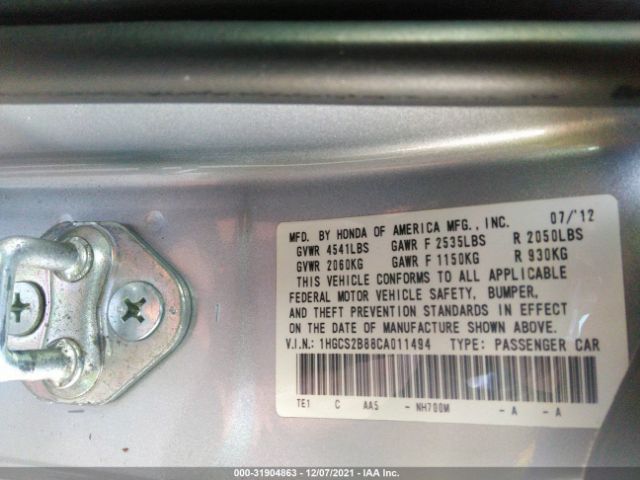 MFD. BY HONDA OF AMERICA MFG., INC. 07/'12
GVWR 4541LBS GAWR F 2535LBS R 2050LBS
GVWR 2060KG GAWR F 1150KG R 930KG
THIS VEHICLE CONFORMS TO ALL APPLICABLE
FEDERAL MOTOR VEHICLE SAFETY, BUMPER,
AND THEFT PREVENTION STANDARDS IN EFFECT
ON THE DATE OF MANUFACTURE SHOWN ABOVE.
V.I.N.: 1HGCS2B88CA011494 TYPE: PASSENGER CAR
TE1 C AA5 - NH700M - A - A
000-31904863 - 12/07/2021 - IAA Inc.